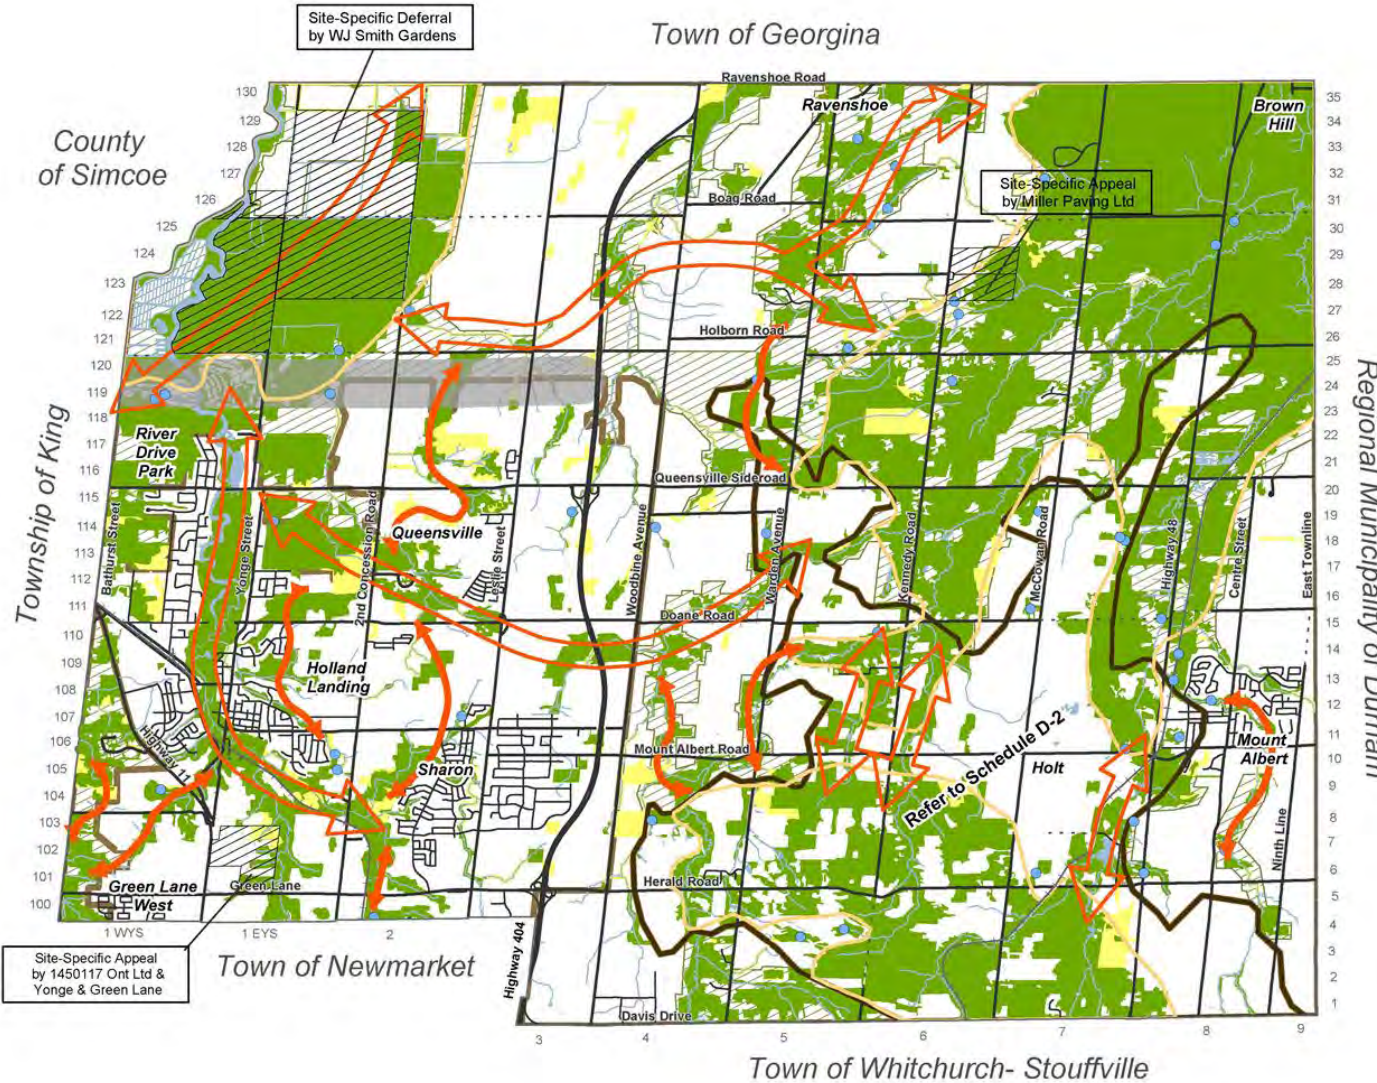 Site-Specific Deferral
by WJ Smith Gardens
Town of Georgina
Ravenshoe Road
Ravenshoe
Brown
Hill
County
of Simcoe
130
129
128
127
126
125
124
123
122
121
120
119
118
117
116
115
114
113
112
111
110
109
108
107
106
105
104
103
102
101
100
35
34
33
32
31
30
29
28
27
26
25
24
23
22
21
20
19
18
17
16
15
14
13
12
11
10
9
8
7
6
5
4
3
2
1
Site-Specific Appeal
by Miller Paving Ltd
Boag Road
Holborn Road
Township of King
Regional Municipality of Durham
River
Drive
Park
Queensville Sideroad
Queensville
Bathurst Street
Yonge Street
2nd Concession Road
Leslie Street
Woodbine Avenue
Warden Avenue
Kennedy Road
McCowan Road
Highway 48
Centre Street
East Townline
Doane Road
Holland
Landing
Highway 11
Sharon
Mount Albert Road
Refer to Schedule D-2
Holt
Mount
Albert
Ninth Line
Herald Road
Green Lane
West
Green Lane
1 WYS
1 EYS
2
Highway 404
Site-Specific Appeal
by 1450117 Ont Ltd &
Yonge & Green Lane
Town of Newmarket
Davis Drive
3
4
5
6
7
8
9
Town of Whitchurch- Stouffville